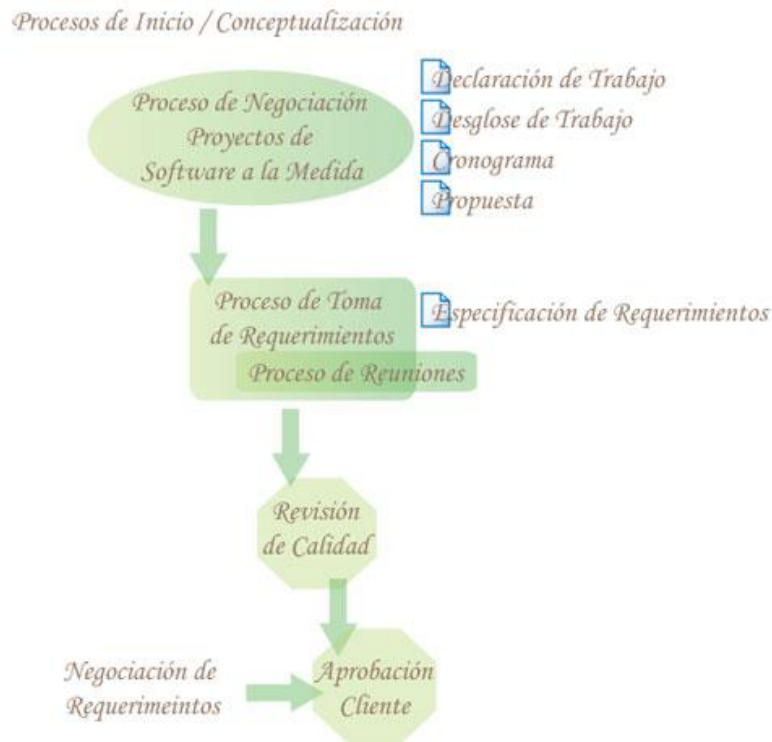 Procesos de Inicio / Conceptualización
Proceso de Negociación
Proyectos de
Software a la Medida
Declaración de Trabajo
Desglose de Trabajo
Cronograma
Propuesta
Proceso de Toma
de Requerimientos
Proceso de Reuniones
Especificación de Requerimientos
Revisión
de Calidad
Negociación de
Requerimeintos
Aprobación
Cliente